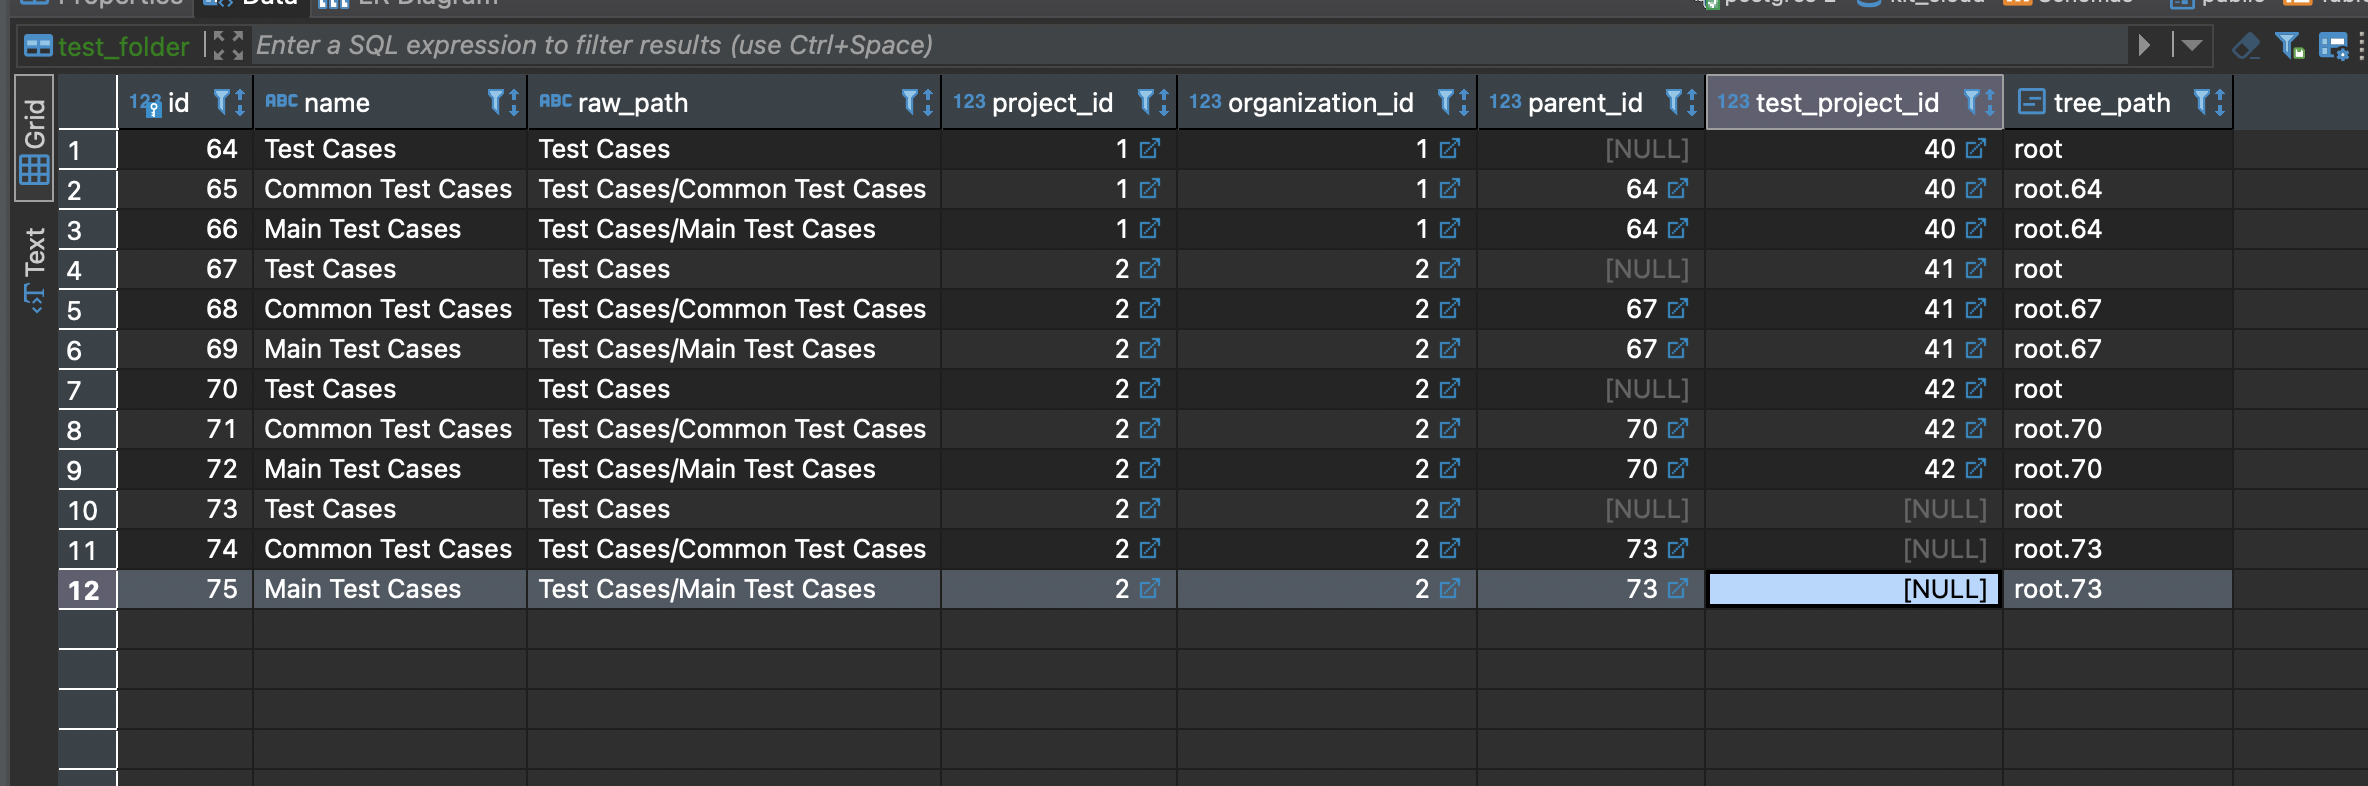 Properties Data ER Diagram postgres 2 kit_cloud Schemas public
test_folder Enter a SQL expression to filter results (use Ctrl+Space)
Grid
Text
123 id ABC name ABC raw_path 123 project_id 123 organization_id 123 parent_id 123 test_project_id tree_path
1 64 Test Cases Test Cases 1 1 [NULL] 40 root
2 65 Common Test Cases Test Cases/Common Test Cases 1 1 64 40 root.64
3 66 Main Test Cases Test Cases/Main Test Cases 1 1 64 40 root.64
4 67 Test Cases Test Cases 2 2 [NULL] 41 root
5 68 Common Test Cases Test Cases/Common Test Cases 2 2 67 41 root.67
6 69 Main Test Cases Test Cases/Main Test Cases 2 2 67 41 root.67
7 70 Test Cases Test Cases 2 2 [NULL] 42 root
8 71 Common Test Cases Test Cases/Common Test Cases 2 2 70 42 root.70
9 72 Main Test Cases Test Cases/Main Test Cases 2 2 70 42 root.70
10 73 Test Cases Test Cases 2 2 [NULL] [NULL] root
11 74 Common Test Cases Test Cases/Common Test Cases 2 2 73 [NULL] root.73
12 75 Main Test Cases Test Cases/Main Test Cases 2 2 73 [NULL] root.73